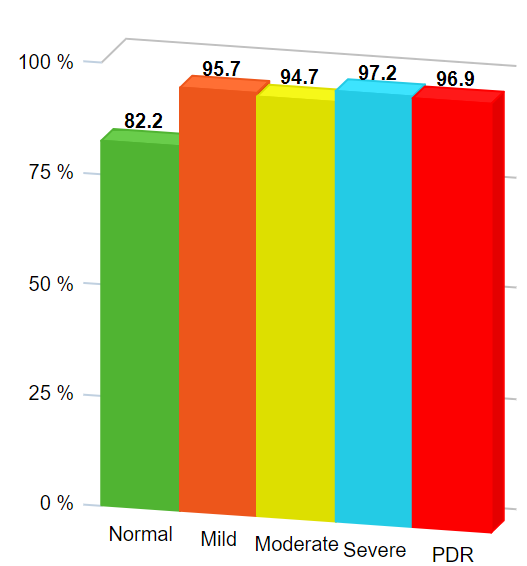 100 %
75 %
50 %
25 %
0 %
82.2
95.7
94.7
97.2
96.9
Normal
Mild
Moderate
Severe
PDR